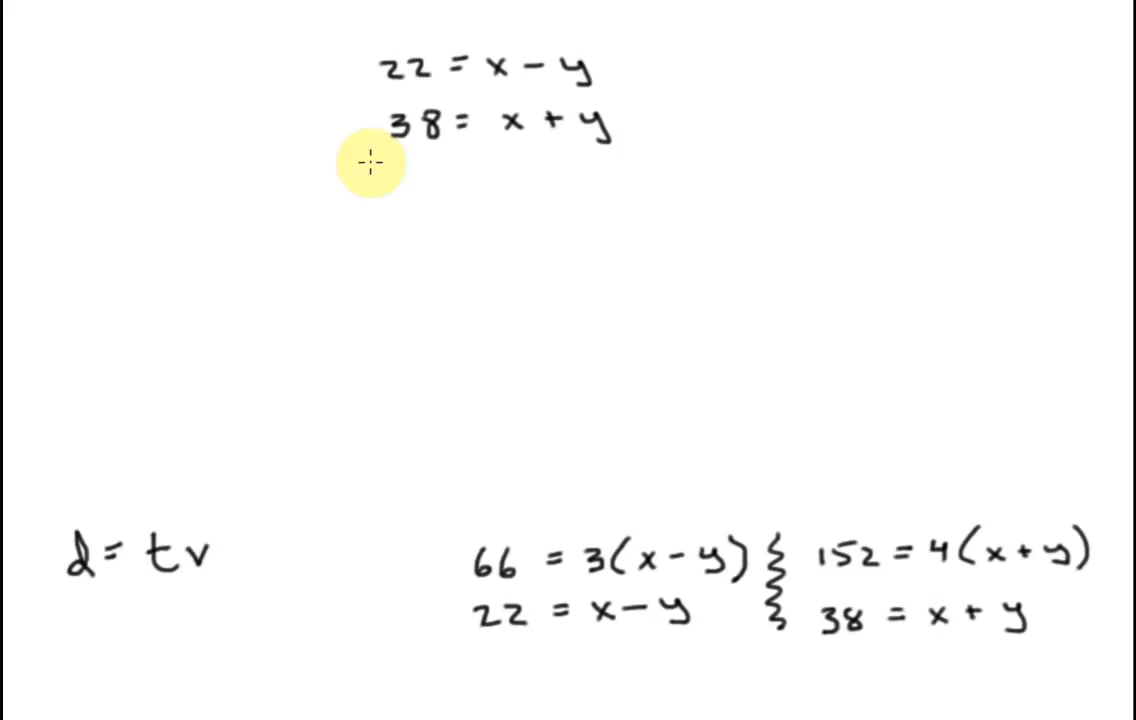 22 = x - y
38 = x + y
d = tv
66 = 3(x - y)
22 = x - y
152 = 4(x + y)
38 = x + y